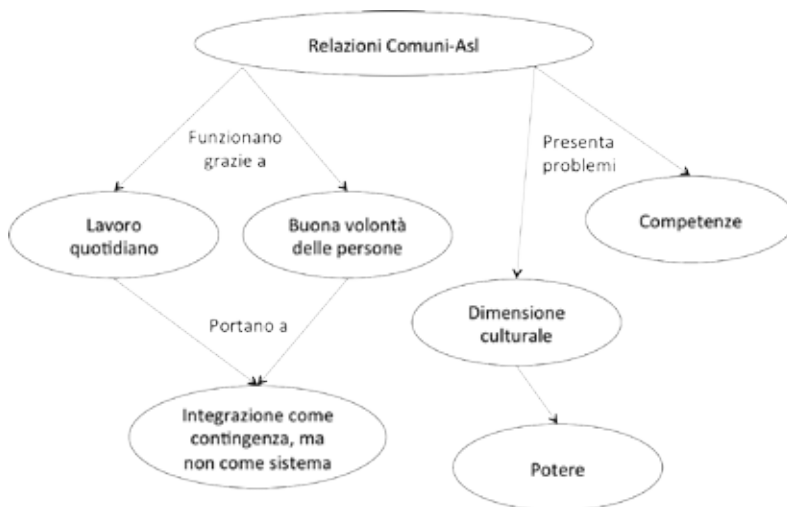 Relazioni Comuni-Asl
Funzionano
grazie a
Presenta
problemi
Lavoro
quotidiano
Buona volontà
delle persone
Competenze
Portano a
Dimensione
culturale
Integrazione come
contingenza, ma
non come sistema
Potere